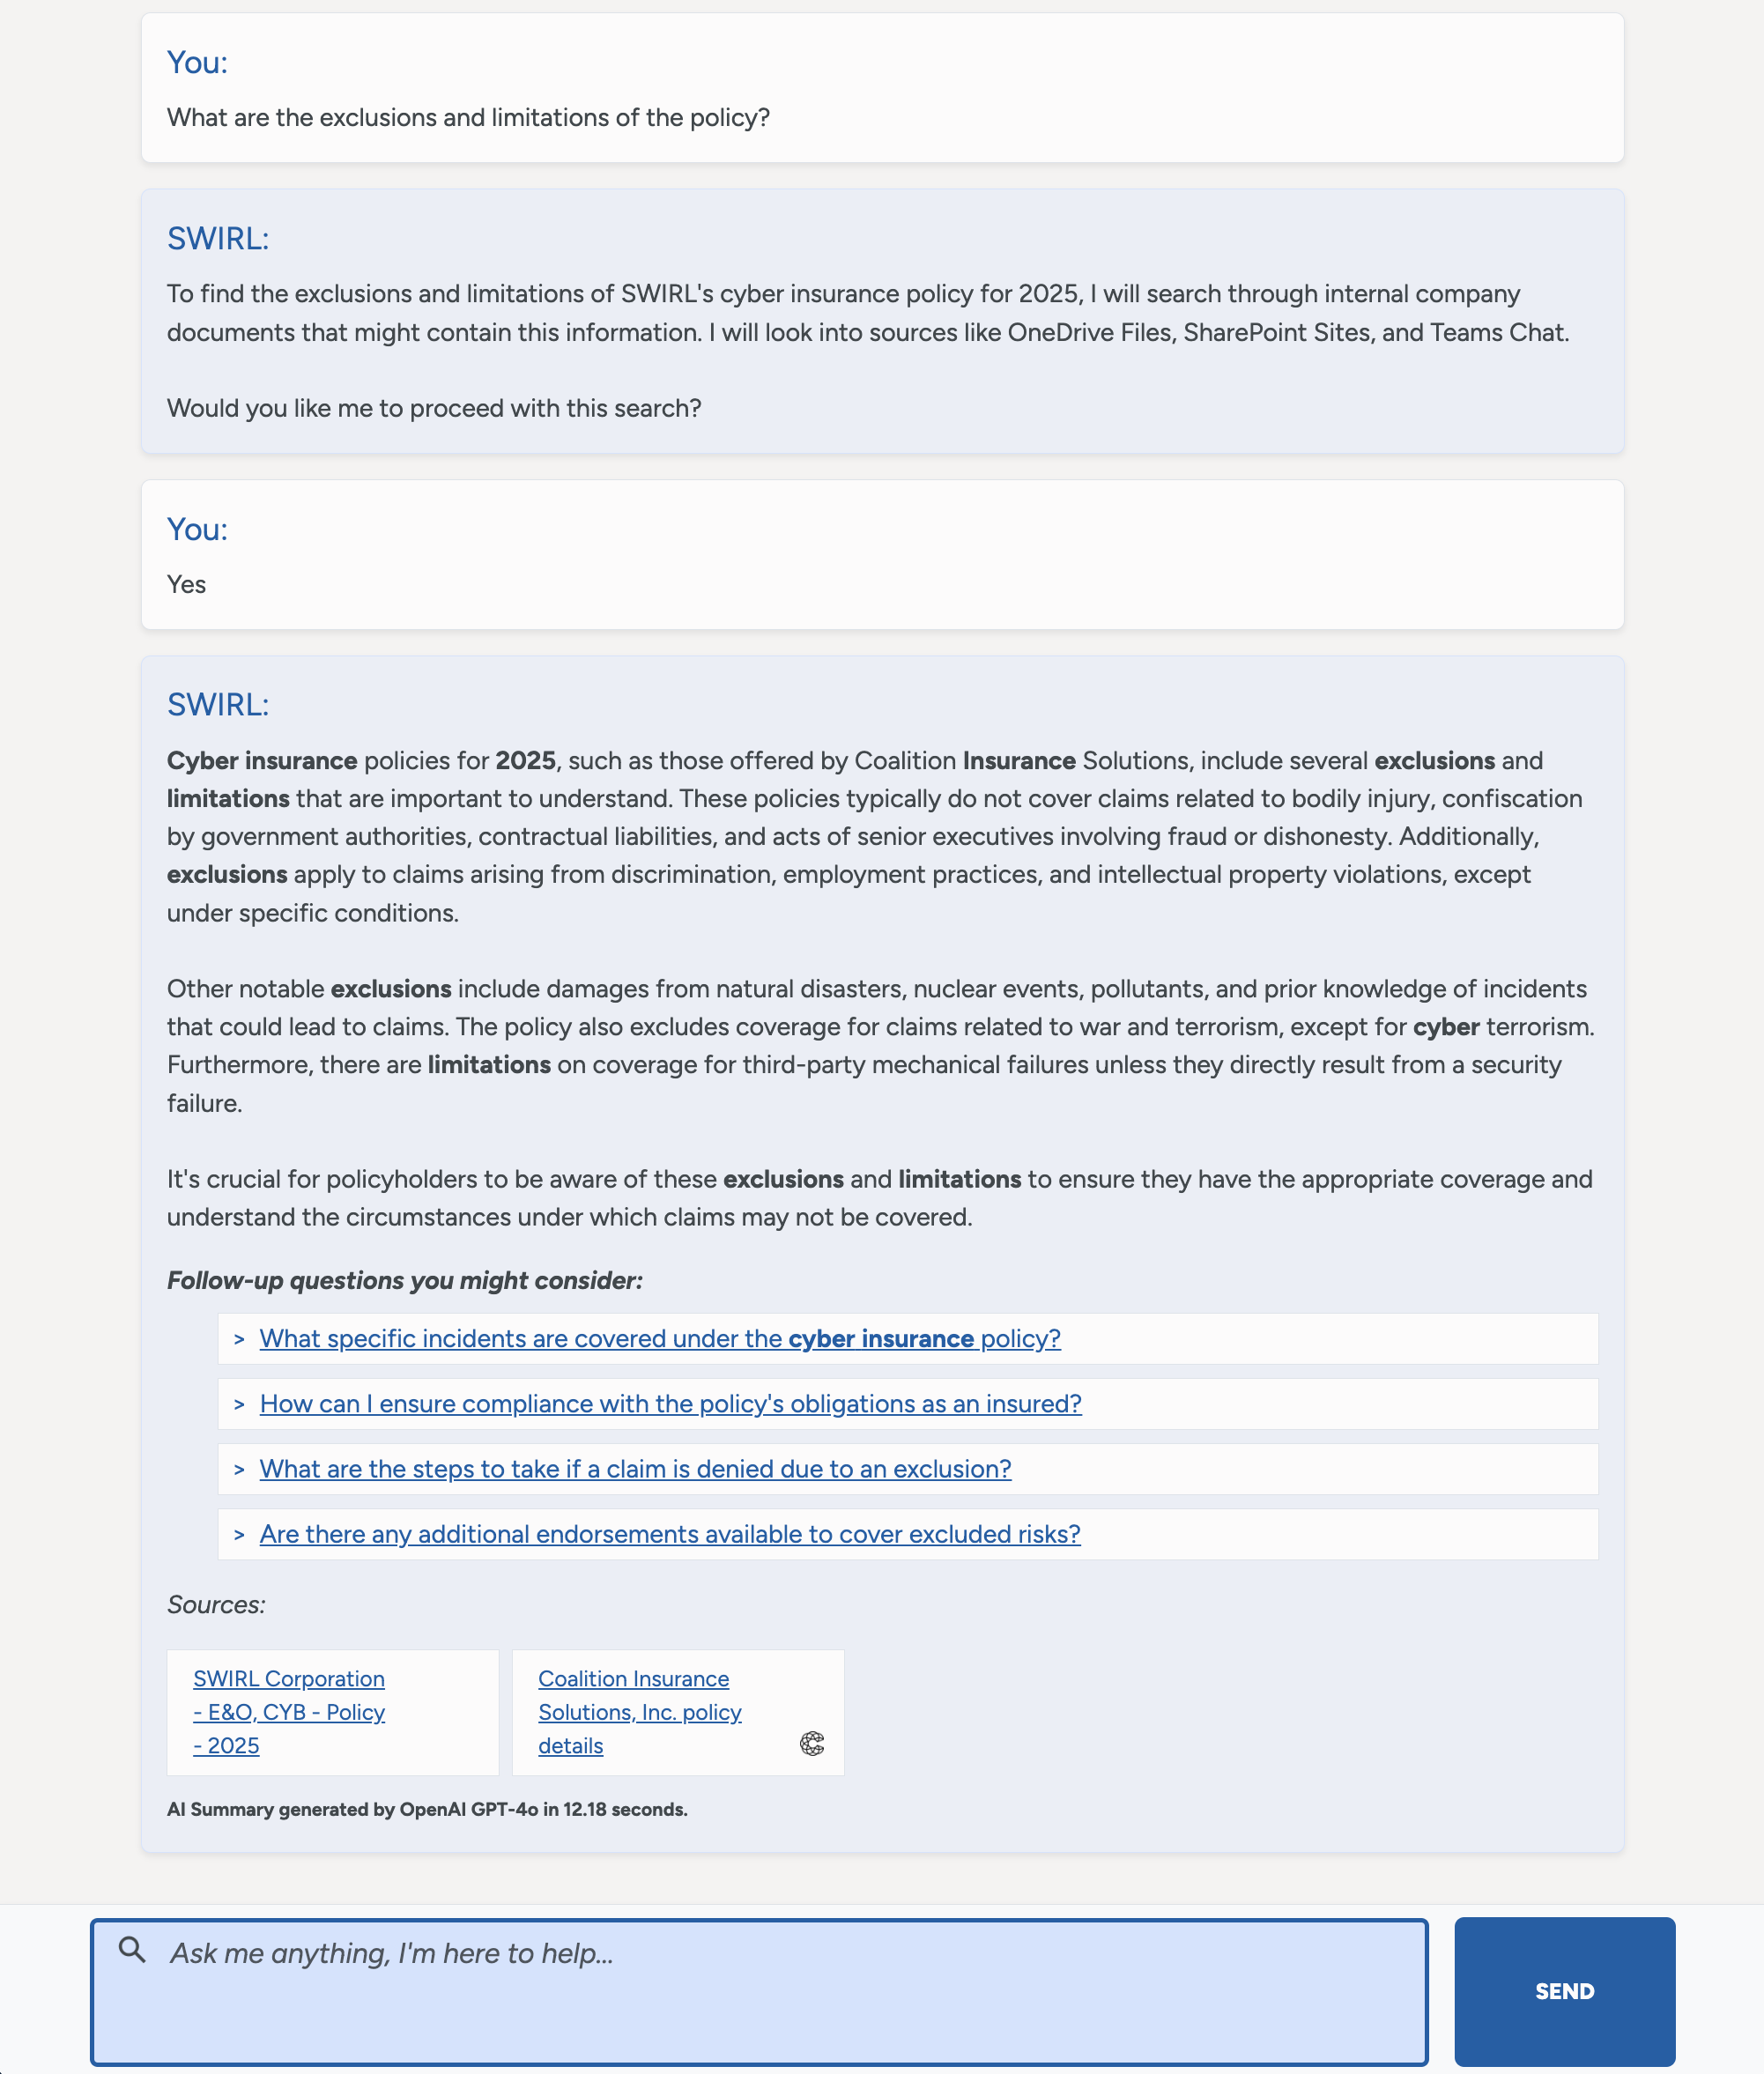 You:
What are the exclusions and limitations of the policy?
SWIRL:
To find the exclusions and limitations of SWIRL's cyber insurance policy for 2025, I will search through internal company
documents that might contain this information. I will look into sources like OneDrive Files, SharePoint Sites, and Teams Chat.
Would you like me to proceed with this search?
You:
Yes
SWIRL:
Cyber insurance policies for 2025, such as those offered by Coalition Insurance Solutions, include several exclusions and
limitations that are important to understand. These policies typically do not cover claims related to bodily injury, confiscation
by government authorities, contractual liabilities, and acts of senior executives involving fraud or dishonesty. Additionally,
exclusions apply to claims arising from discrimination, employment practices, and intellectual property violations, except
under specific conditions.
Other notable exclusions include damages from natural disasters, nuclear events, pollutants, and prior knowledge of incidents
that could lead to claims. The policy also excludes coverage for claims related to war and terrorism, except for cyber terrorism.
Furthermore, there are limitations on coverage for third-party mechanical failures unless they directly result from a security
failure.
It's crucial for policyholders to be aware of these exclusions and limitations to ensure they have the appropriate coverage and
understand the circumstances under which claims may not be covered.
Follow-up questions you might consider:
> What specific incidents are covered under the cyber insurance policy?
> How can I ensure compliance with the policy's obligations as an insured?
> What are the steps to take if a claim is denied due to an exclusion?
> Are there any additional endorsements available to cover excluded risks?
Sources:
SWIRL Corporation
- E&O, CYB - Policy
- 2025
Coalition Insurance
Solutions, Inc. policy
details
AI Summary generated by OpenAI GPT-4o in 12.18 seconds.
Ask me anything, I'm here to help...
SEND